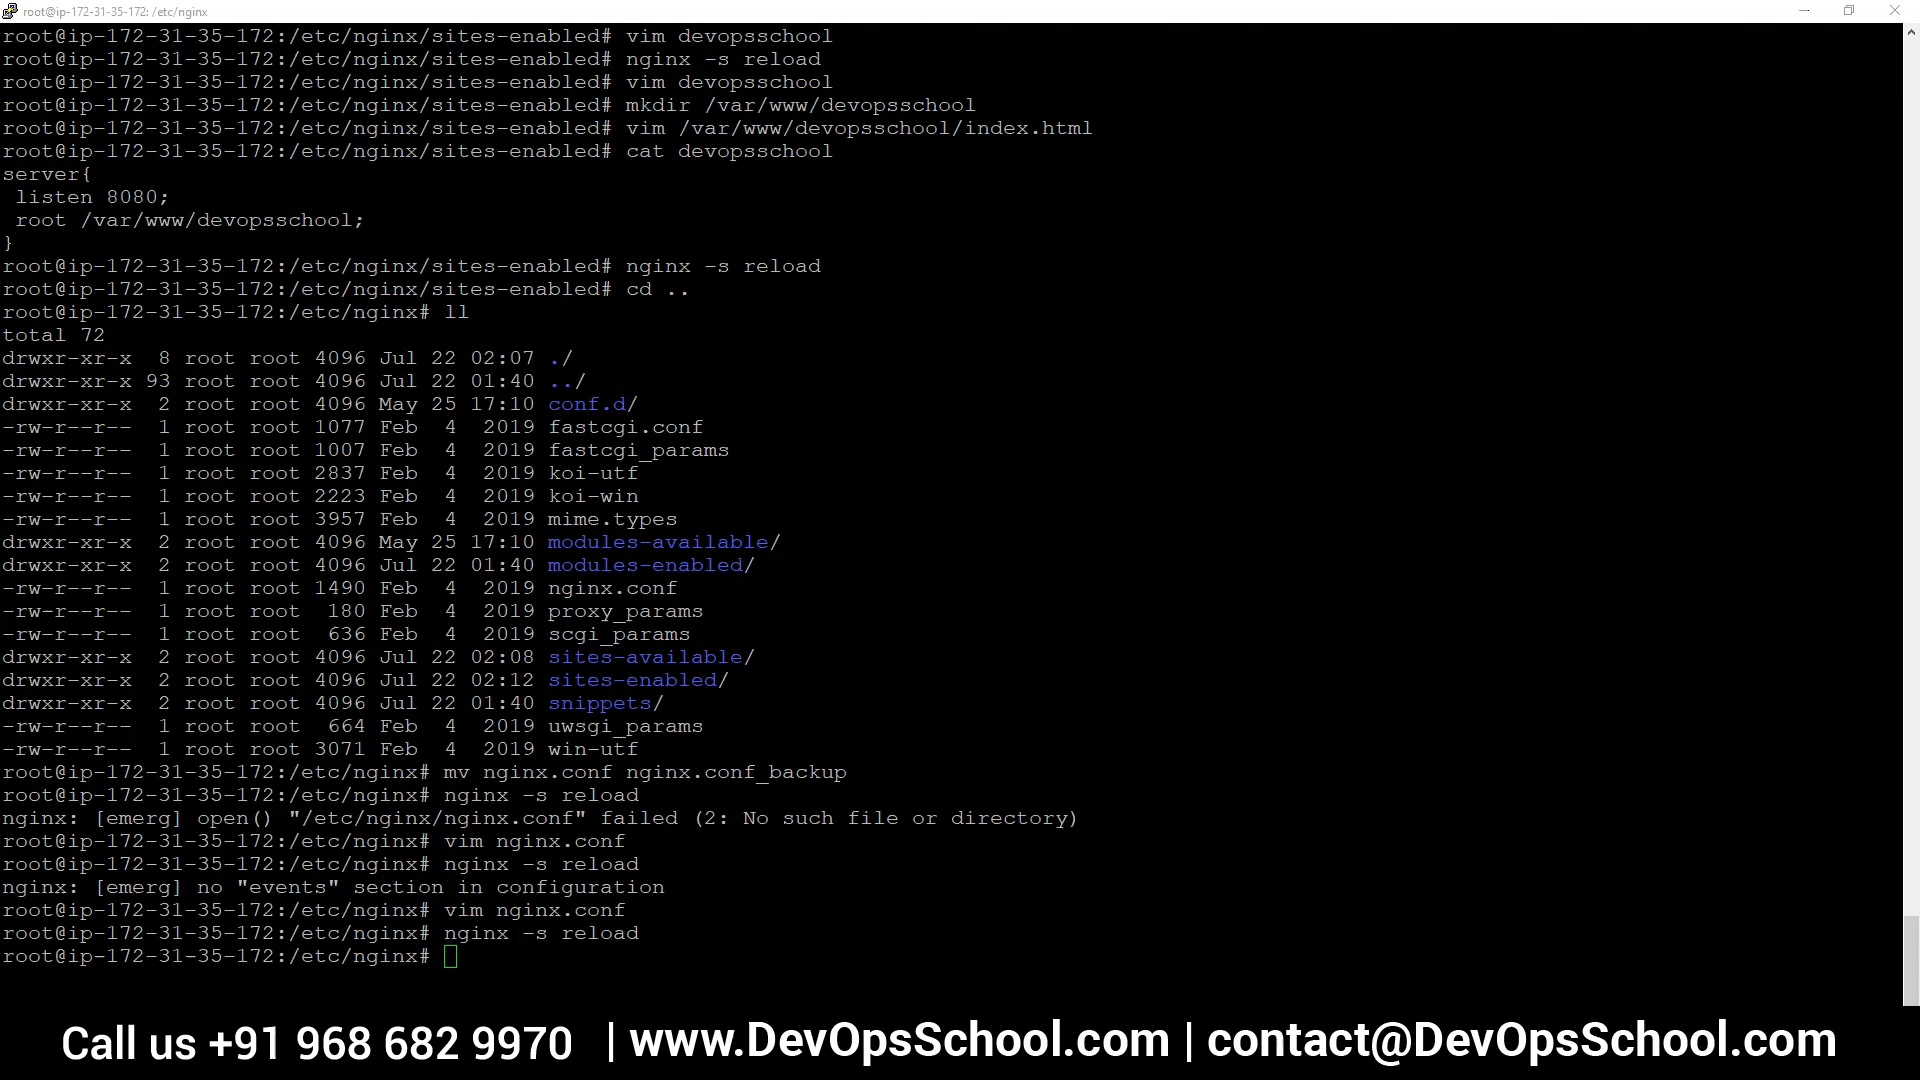 root@ip-172-31-35-172: /etc/nginx
root@ip-172-31-35-172:/etc/nginx/sites-enabled# vim devopsschool
root@ip-172-31-35-172:/etc/nginx/sites-enabled# nginx -s reload
root@ip-172-31-35-172:/etc/nginx/sites-enabled# vim devopsschool
root@ip-172-31-35-172:/etc/nginx/sites-enabled# mkdir /var/www/devopsschool
root@ip-172-31-35-172:/etc/nginx/sites-enabled# vim /var/www/devopsschool/index.html
root@ip-172-31-35-172:/etc/nginx/sites-enabled# cat devopsschool
server{
 listen 8080;
 root /var/www/devopsschool;
}
root@ip-172-31-35-172:/etc/nginx/sites-enabled# nginx -s reload
root@ip-172-31-35-172:/etc/nginx/sites-enabled# cd ..
root@ip-172-31-35-172:/etc/nginx# ll
total 72
drwxr-xr-x  8 root root 4096 Jul 22 02:07 ./
drwxr-xr-x 93 root root 4096 Jul 22 01:40 ../
drwxr-xr-x  2 root root 4096 May 25 17:10 conf.d/
-rw-r--r--  1 root root 1077 Feb  4  2019 fastcgi.conf
-rw-r--r--  1 root root 1007 Feb  4  2019 fastcgi_params
-rw-r--r--  1 root root 2837 Feb  4  2019 koi-utf
-rw-r--r--  1 root root 2223 Feb  4  2019 koi-win
-rw-r--r--  1 root root 3957 Feb  4  2019 mime.types
drwxr-xr-x  2 root root 4096 May 25 17:10 modules-available/
drwxr-xr-x  2 root root 4096 Jul 22 01:40 modules-enabled/
-rw-r--r--  1 root root 1490 Feb  4  2019 nginx.conf
-rw-r--r--  1 root root  180 Feb  4  2019 proxy_params
-rw-r--r--  1 root root  636 Feb  4  2019 scgi_params
drwxr-xr-x  2 root root 4096 Jul 22 02:08 sites-available/
drwxr-xr-x  2 root root 4096 Jul 22 02:12 sites-enabled/
drwxr-xr-x  2 root root 4096 Jul 22 01:40 snippets/
-rw-r--r--  1 root root  664 Feb  4  2019 uwsgi_params
-rw-r--r--  1 root root 3071 Feb  4  2019 win-utf
root@ip-172-31-35-172:/etc/nginx# mv nginx.conf nginx.conf_backup
root@ip-172-31-35-172:/etc/nginx# nginx -s reload
nginx: [emerg] open() "/etc/nginx/nginx.conf" failed (2: No such file or directory)
root@ip-172-31-35-172:/etc/nginx# vim nginx.conf
root@ip-172-31-35-172:/etc/nginx# nginx -s reload
nginx: [emerg] no "events" section in configuration
root@ip-172-31-35-172:/etc/nginx# vim nginx.conf
root@ip-172-31-35-172:/etc/nginx# nginx -s reload
root@ip-172-31-35-172:/etc/nginx#
Call us +91 968 682 9970 | www.DevOpsSchool.com | contact@DevOpsSchool.com